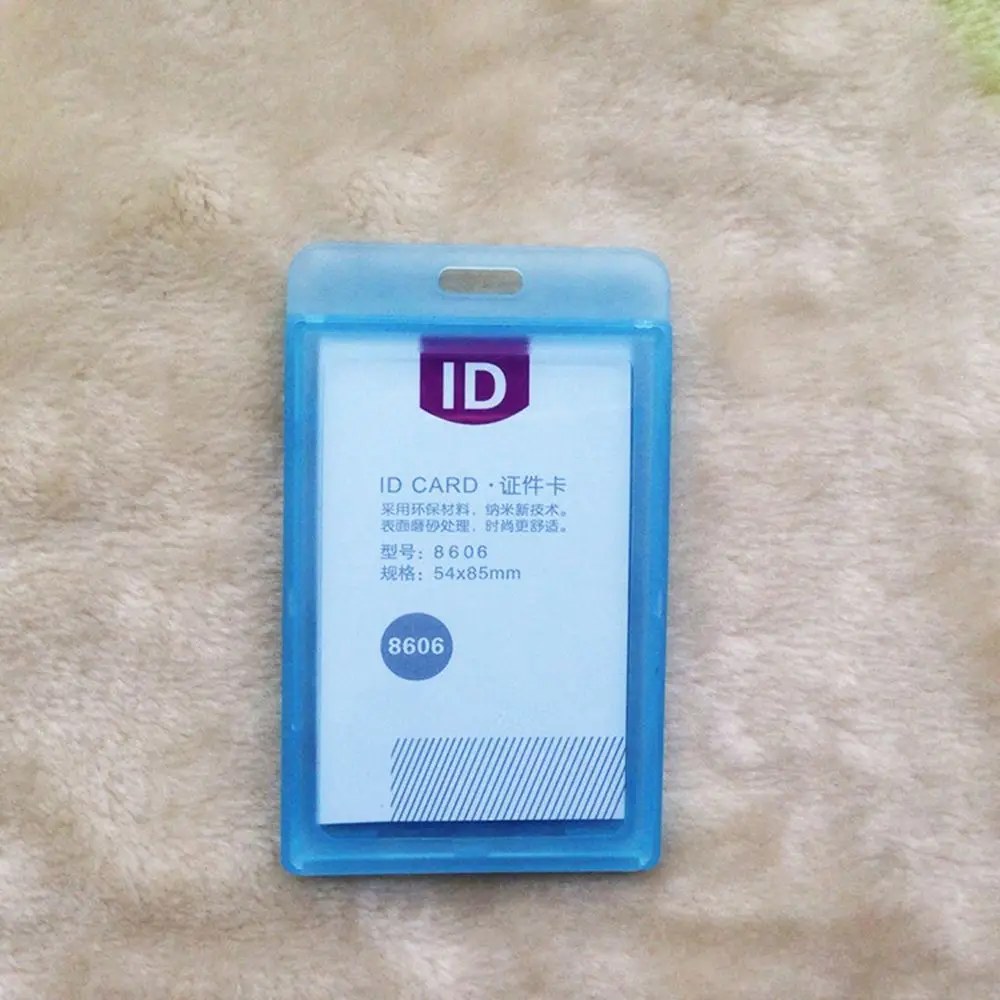 ID
ID CARD · 证件卡
采用环保材料，纳米新技术。
表面磨砂处理，时尚更舒适。
型号：8606
规格：54x85mm
8606